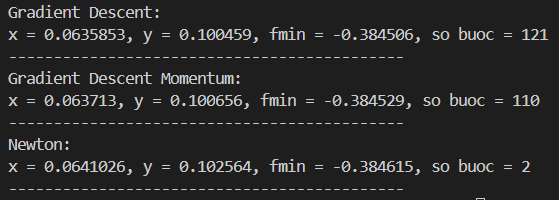 Gradient Descent:
x = 0.0635853, y = 0.100459, fmin = -0.384506, so buoc = 121
--------------------------------------------
Gradient Descent Momentum:
x = 0.063713, y = 0.100656, fmin = -0.384529, so buoc = 110
--------------------------------------------
Newton:
x = 0.0641026, y = 0.102564, fmin = -0.384615, so buoc = 2
--------------------------------------------